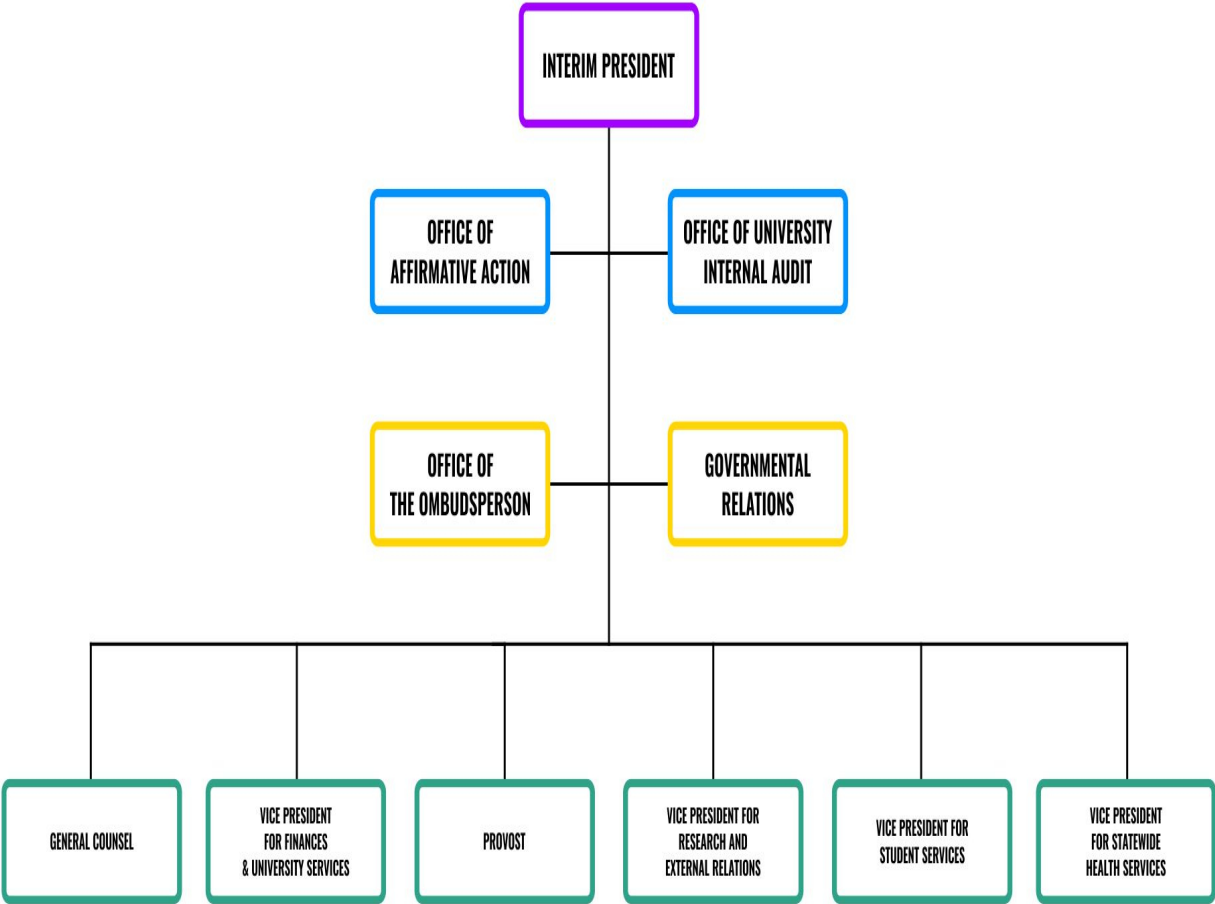 INTERIM PRESIDENT
OFFICE OF
AFFIRMATIVE ACTION
OFFICE OF UNIVERSITY
INTERNAL AUDIT
OFFICE OF
THE OMBUDSPERSON
GOVERNMENTAL
RELATIONS
GENERAL COUNSEL
VICE PRESIDENT
FOR FINANCES
& UNIVERSITY SERVICES
PROVOST
VICE PRESIDENT FOR
RESEARCH AND
EXTERNAL RELATIONS
VICE PRESIDENT FOR
STUDENT SERVICES
VICE PRESIDENT
FOR STATEWIDE
HEALTH SERVICES